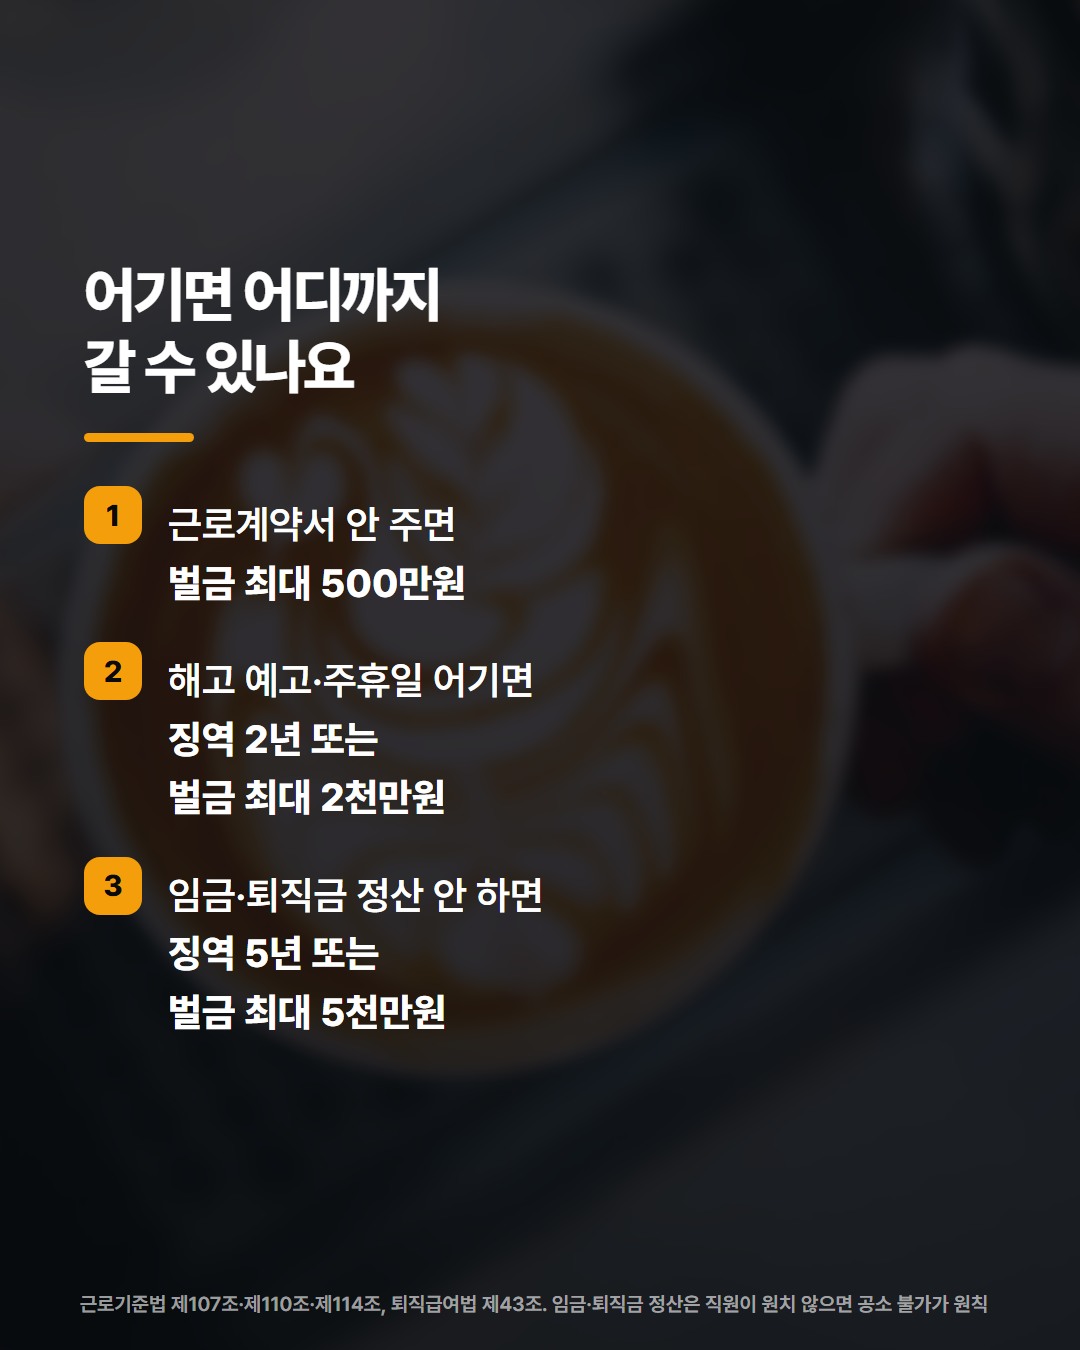 어기면 어디까지
갈 수 있나요
1 근로계약서 안 주면
벌금 최대 500만원
2 해고 예고·주휴일 어기면
징역 2년 또는
벌금 최대 2천만원
3 임금·퇴직금 정산 안 하면
징역 5년 또는
벌금 최대 5천만원
근로기준법 제107조·제110조·제114조, 퇴직급여법 제43조. 임금·퇴직금 정산은 직원이 원치 않으면 공소 불가가 원칙